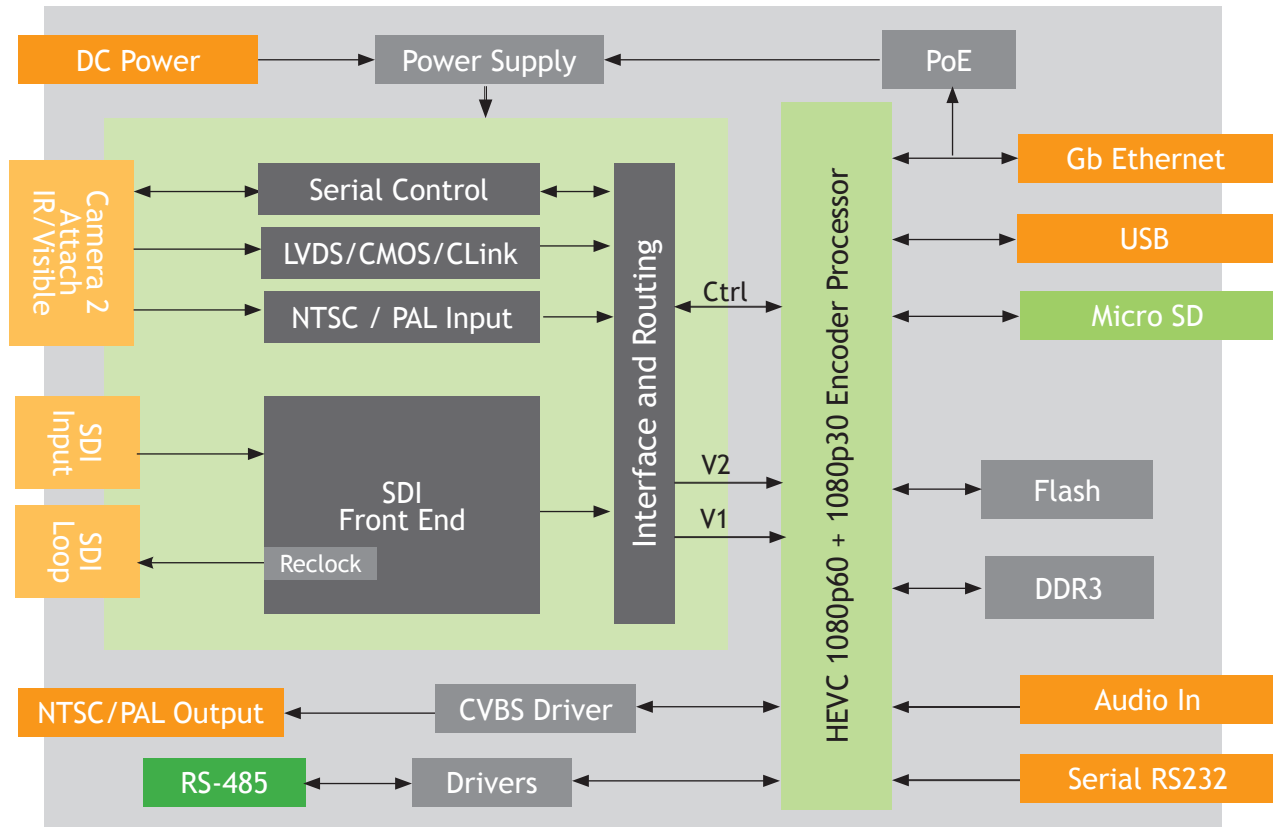 DC Power
Power Supply
PoE
Gb Ethernet
USB
Micro SD
Camera 2
Attach
IR/Visible
Serial Control
LVDS/CMOS/CLink
NTSC / PAL Input
Interface and Routing
Ctrl
HEVC 1080p60 + 1080p30 Encoder Processor
SDI
Input
SDI
Loop
SDI
Front End
Reclock
V2
V1
Flash
DDR3
NTSC/PAL Output
CVBS Driver
Audio In
RS-485
Drivers
Serial RS232